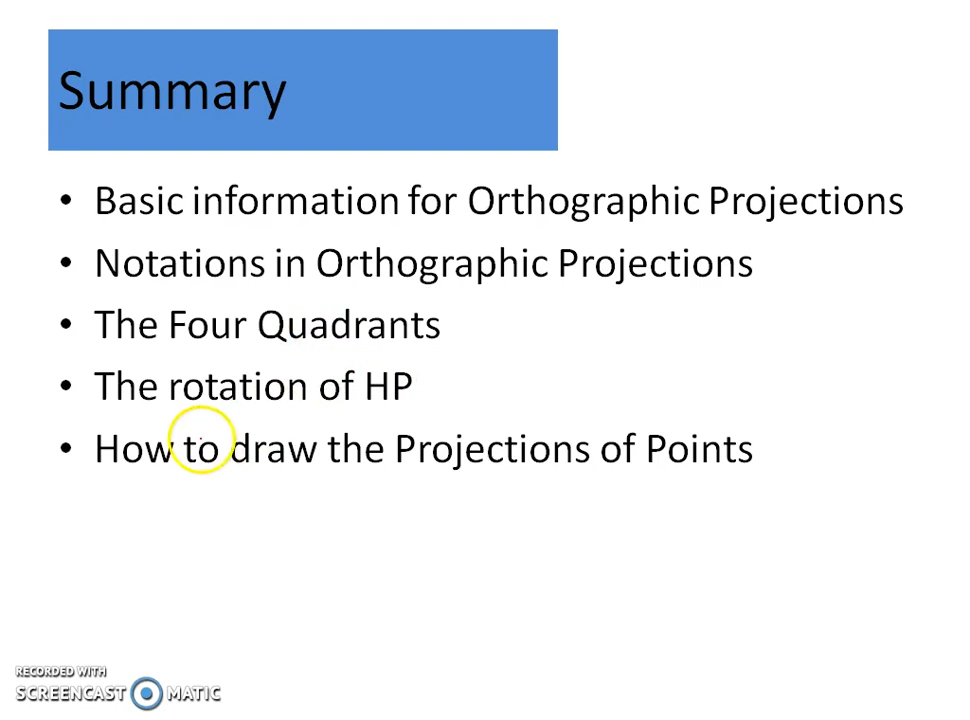 Summary
• Basic information for Orthographic Projections
• Notations in Orthographic Projections
• The Four Quadrants
• The rotation of HP
• How to draw the Projections of Points
RECORDED WITH
SCREENCAST MATIC